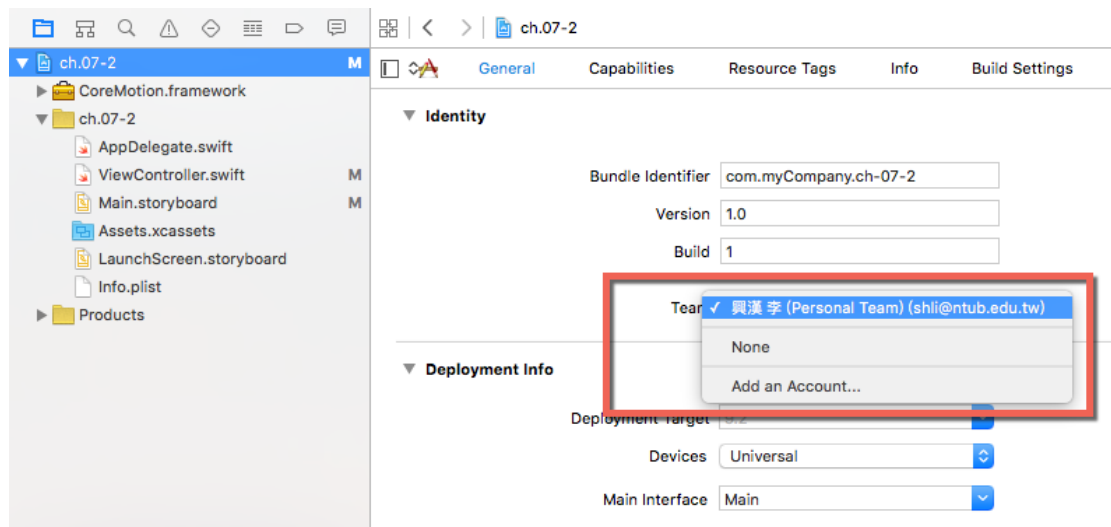 ch.07-2
ch.07-2 M
General Capabilities Resource Tags Info Build Settings
CoreMotion.framework
ch.07-2
AppDelegate.swift
ViewController.swift M
Main.storyboard M
Assets.xcassets
LaunchScreen.storyboard
Info.plist
Products
Identity
Bundle Identifier com.myCompany.ch-07-2
Version 1.0
Build 1
Team ✓ 興漢 李 (Personal Team) (shli@ntub.edu.tw)
None
Add an Account...
Deployment Info
Deployment Target 9.2
Devices Universal
Main Interface Main